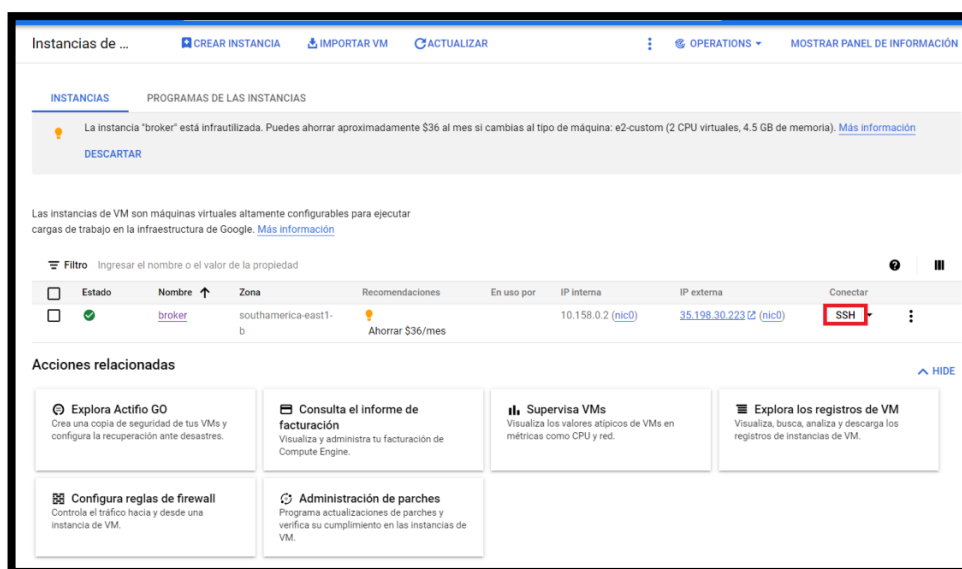 Instancias de ...
CREAR INSTANCIA
IMPORTAR VM
ACTUALIZAR
OPERATIONS
MOSTRAR PANEL DE INFORMACIÓN
INSTANCIAS
PROGRAMAS DE LAS INSTANCIAS
La instancia "broker" está infrautilizada. Puedes ahorrar aproximadamente $36 al mes si cambias al tipo de máquina: e2-custom (2 CPU virtuales, 4.5 GB de memoria). Más información
DESCARTAR
Las instancias de VM son máquinas virtuales altamente configurables para ejecutar
cargas de trabajo en la infraestructura de Google. Más información
Filtro Ingresar el nombre o el valor de la propiedad
Estado Nombre Zona Recomendaciones En uso por IP interna IP externa Conectar
broker southamerica-east1-
b
Ahorrar $36/mes
10.158.0.2 (nic0) 35.198.30.223 (nic0) SSH
Acciones relacionadas
HIDE
Explora Actifio GO
Crea una copia de seguridad de tus VMs y
configura la recuperación ante desastres.
Consulta el informe de
facturación
Visualiza y administra tu facturación de
Compute Engine.
Supervisa VMs
Visualiza los valores atípicos de VMs en
métricas como CPU y red.
Explora los registros de VM
Visualiza, busca, analiza y descarga los
registros de instancias de VM.
Configura reglas de firewall
Controla el tráfico hacia y desde una
instancia de VM.
Administración de parches
Programa actualizaciones de parches y
verifica su cumplimiento en las instancias de
VM.